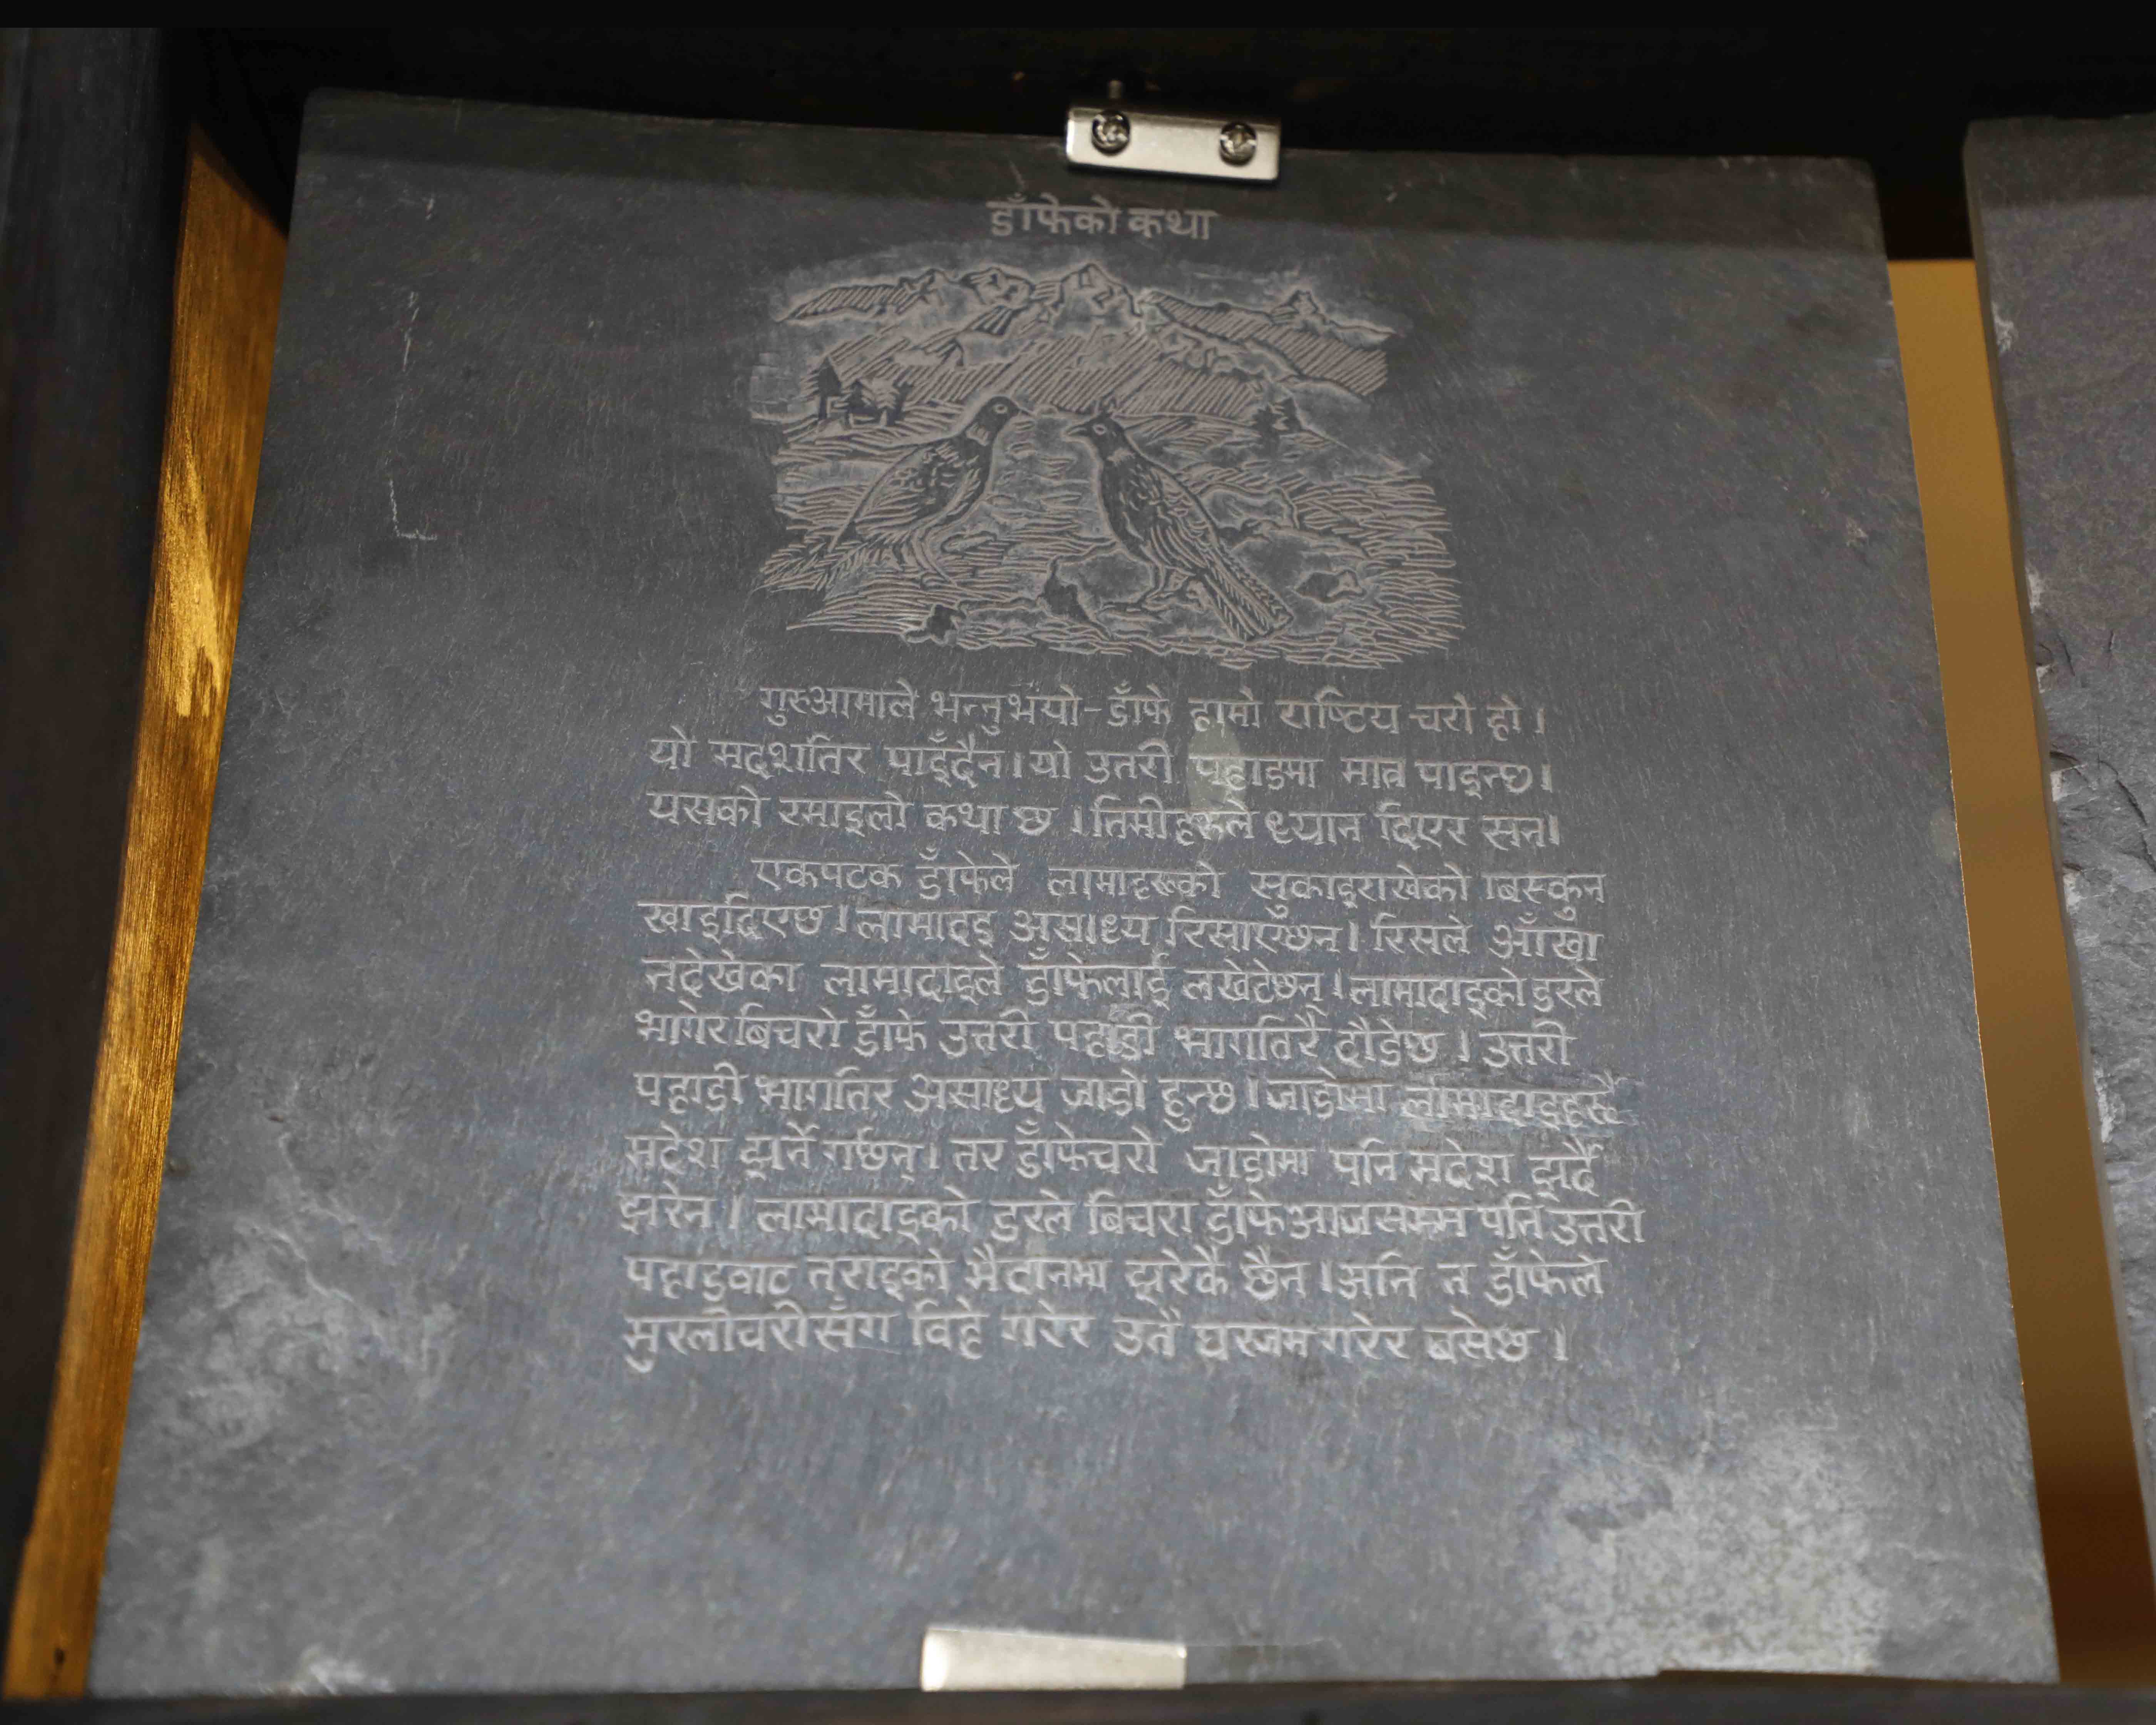 डाँफेको कथा
गुरुआमाले भन्नुभयो-डाँफे हाम्रो राष्ट्रिय चरो हो ।
यो मदेशतिर पाइँदैन । यो उत्तरी पहाडमा मात्र पाइन्छ ।
यसको रमाइलो कथा छ । तिमीहरूले ध्यान दिएर सुन ।
एकपटक डाँफेले लामाहरूको सुकाइराखेको बिस्कुन
खाइदिएछ । लामादाइ असाध्य रिसाएछन् । रिसले आँखा
नदेखेका लामादाइले डाँफेलाई लखेटेछन् । लामादाइको डरले
भागेर बिचरो डाँफे उत्तरी पहाडी भागतिरै दौडेछ । उत्तरी
पहाडी भागतिर असाध्य जाडो हुन्छ । जाडोमा लामादाइहरू
मदेश झर्ने गर्छन् । तर डाँफेचरो जाडोमा पनि मदेश झर्दै
झरेन । लामादाइको डरले बिचरा डाँफे आजसम्म पनि उत्तरी
पहाडबाट तराइको मैदानमा झरेकै छैन । अनि न डाँफेले
मुरलीचरीसँग विहे गरेर उतै घरजम गरेर बसेछ ।